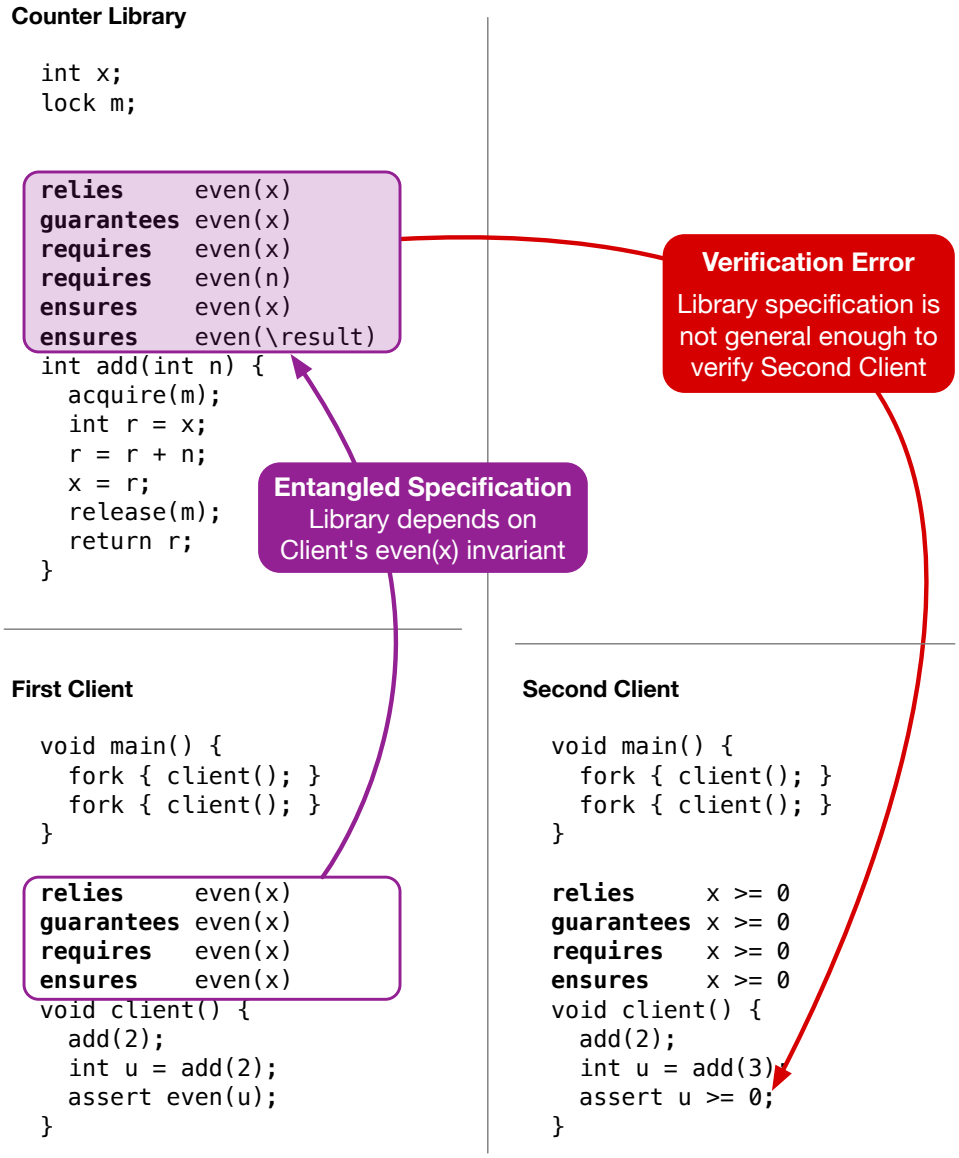 Counter Library
int x;
lock m;
relies even(x)
guarantees even(x)
requires even(x)
requires even(n)
ensures even(x)
ensures even(\result)
int add(int n) {
acquire(m);
int r = x;
r = r + n;
x = r;
release(m);
return r;
}
Verification Error
Library specification is
not general enough to
verify Second Client
Entangled Specification
Library depends on
Client's even(x) invariant
First Client
void main() {
fork { client(); }
fork { client(); }
}
relies even(x)
guarantees even(x)
requires even(x)
ensures even(x)
void client() {
add(2);
int u = add(2);
assert even(u);
}
Second Client
void main() {
fork { client(); }
fork { client(); }
}
relies x >= 0
guarantees x >= 0
requires x >= 0
ensures x >= 0
void client() {
add(2);
int u = add(3);
assert u >= 0;
}